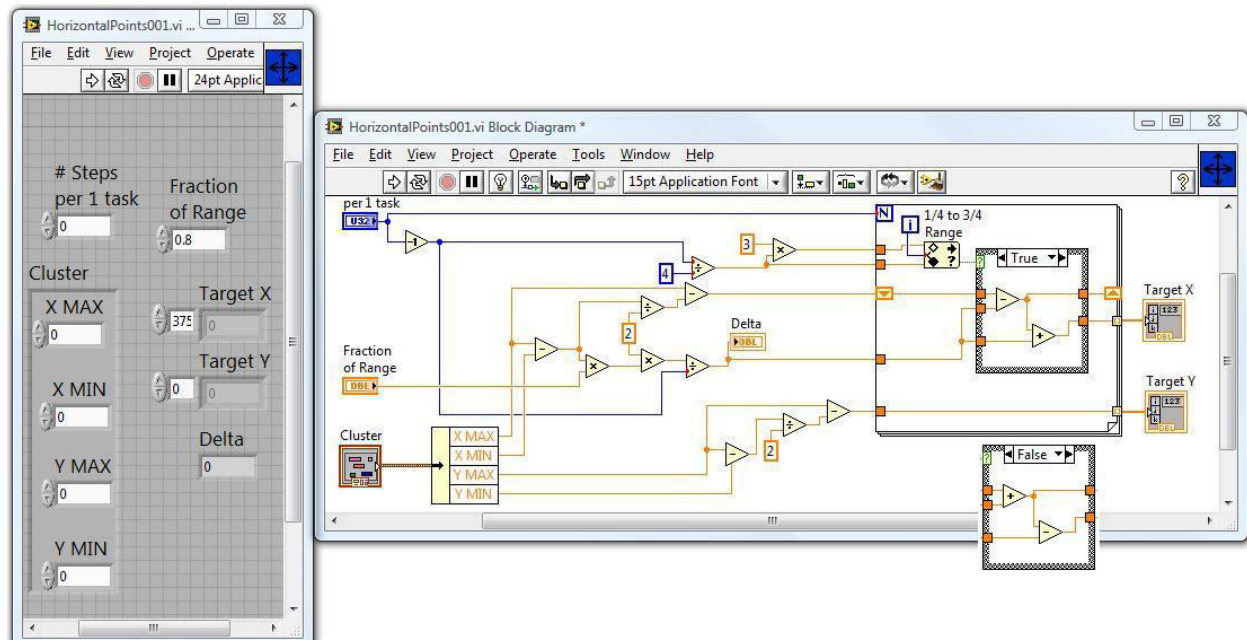 HorizontalPoints001.vi ...
File Edit View Project Operate
24pt Applic
# Steps
per 1 task
0
Fraction
of Range
0.8
Cluster
X MAX
0
X MIN
0
Y MAX
0
Y MIN
0
Target X
375
0
Target Y
0
0
Delta
0
HorizontalPoints001.vi Block Diagram *
File Edit View Project Operate Tools Window Help
15pt Application Font
?
per 1 task
U32
-1
4
3
N
i
1/4 to 3/4
Range
?
True
2
Delta
DBL
Fraction
of Range
DBL
Cluster
X MAX
X MIN
Y MAX
Y MIN
2
Target X
123
DBL
Target Y
123
DBL
?
False